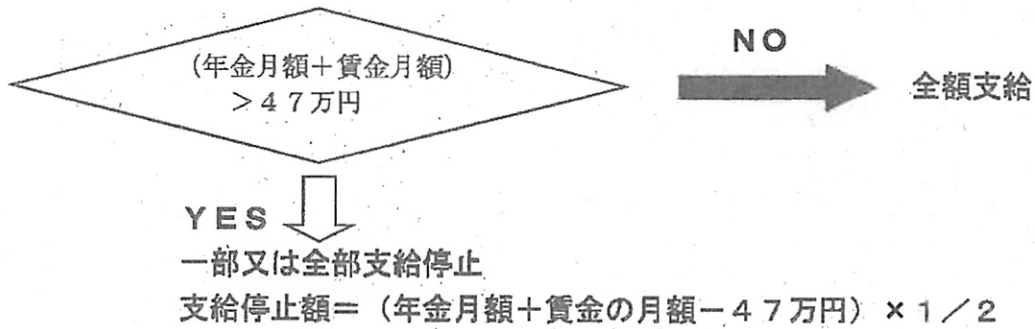 (年金月額+賃金月額)
>47万円
NO
全額支給
YES
一部又は全部支給停止
支給停止額=(年金月額+賃金の月額-47万円)×1/2